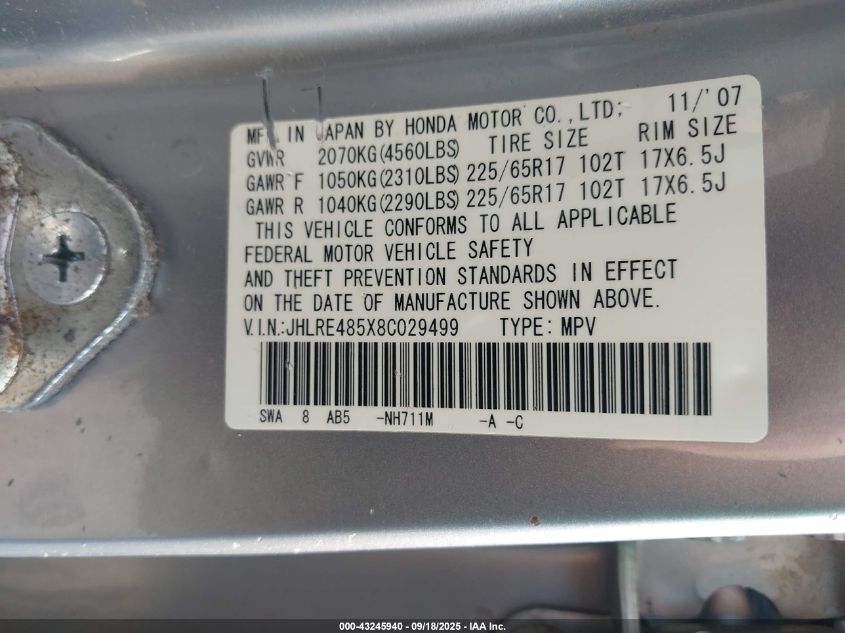 MFD. IN JAPAN BY HONDA MOTOR CO.,LTD; 11/'07
GVWR 2070KG(4560LBS) TIRE SIZE RIM SIZE
GAWR F 1050KG(2310LBS) 225/65R17 102T 17X6.5J
GAWR R 1040KG(2290LBS) 225/65R17 102T 17X6.5J
THIS VEHICLE CONFORMS TO ALL APPLICABLE
FEDERAL MOTOR VEHICLE SAFETY
AND THEFT PREVENTION STANDARDS IN EFFECT
ON THE DATE OF MANUFACTURE SHOWN ABOVE.
V.I.N.:JHLRE485X8C029499 TYPE: MPV
SWA 8 AB5 -NH711M -A -C
000-43245940 - 09/18/2025 - IAA Inc.